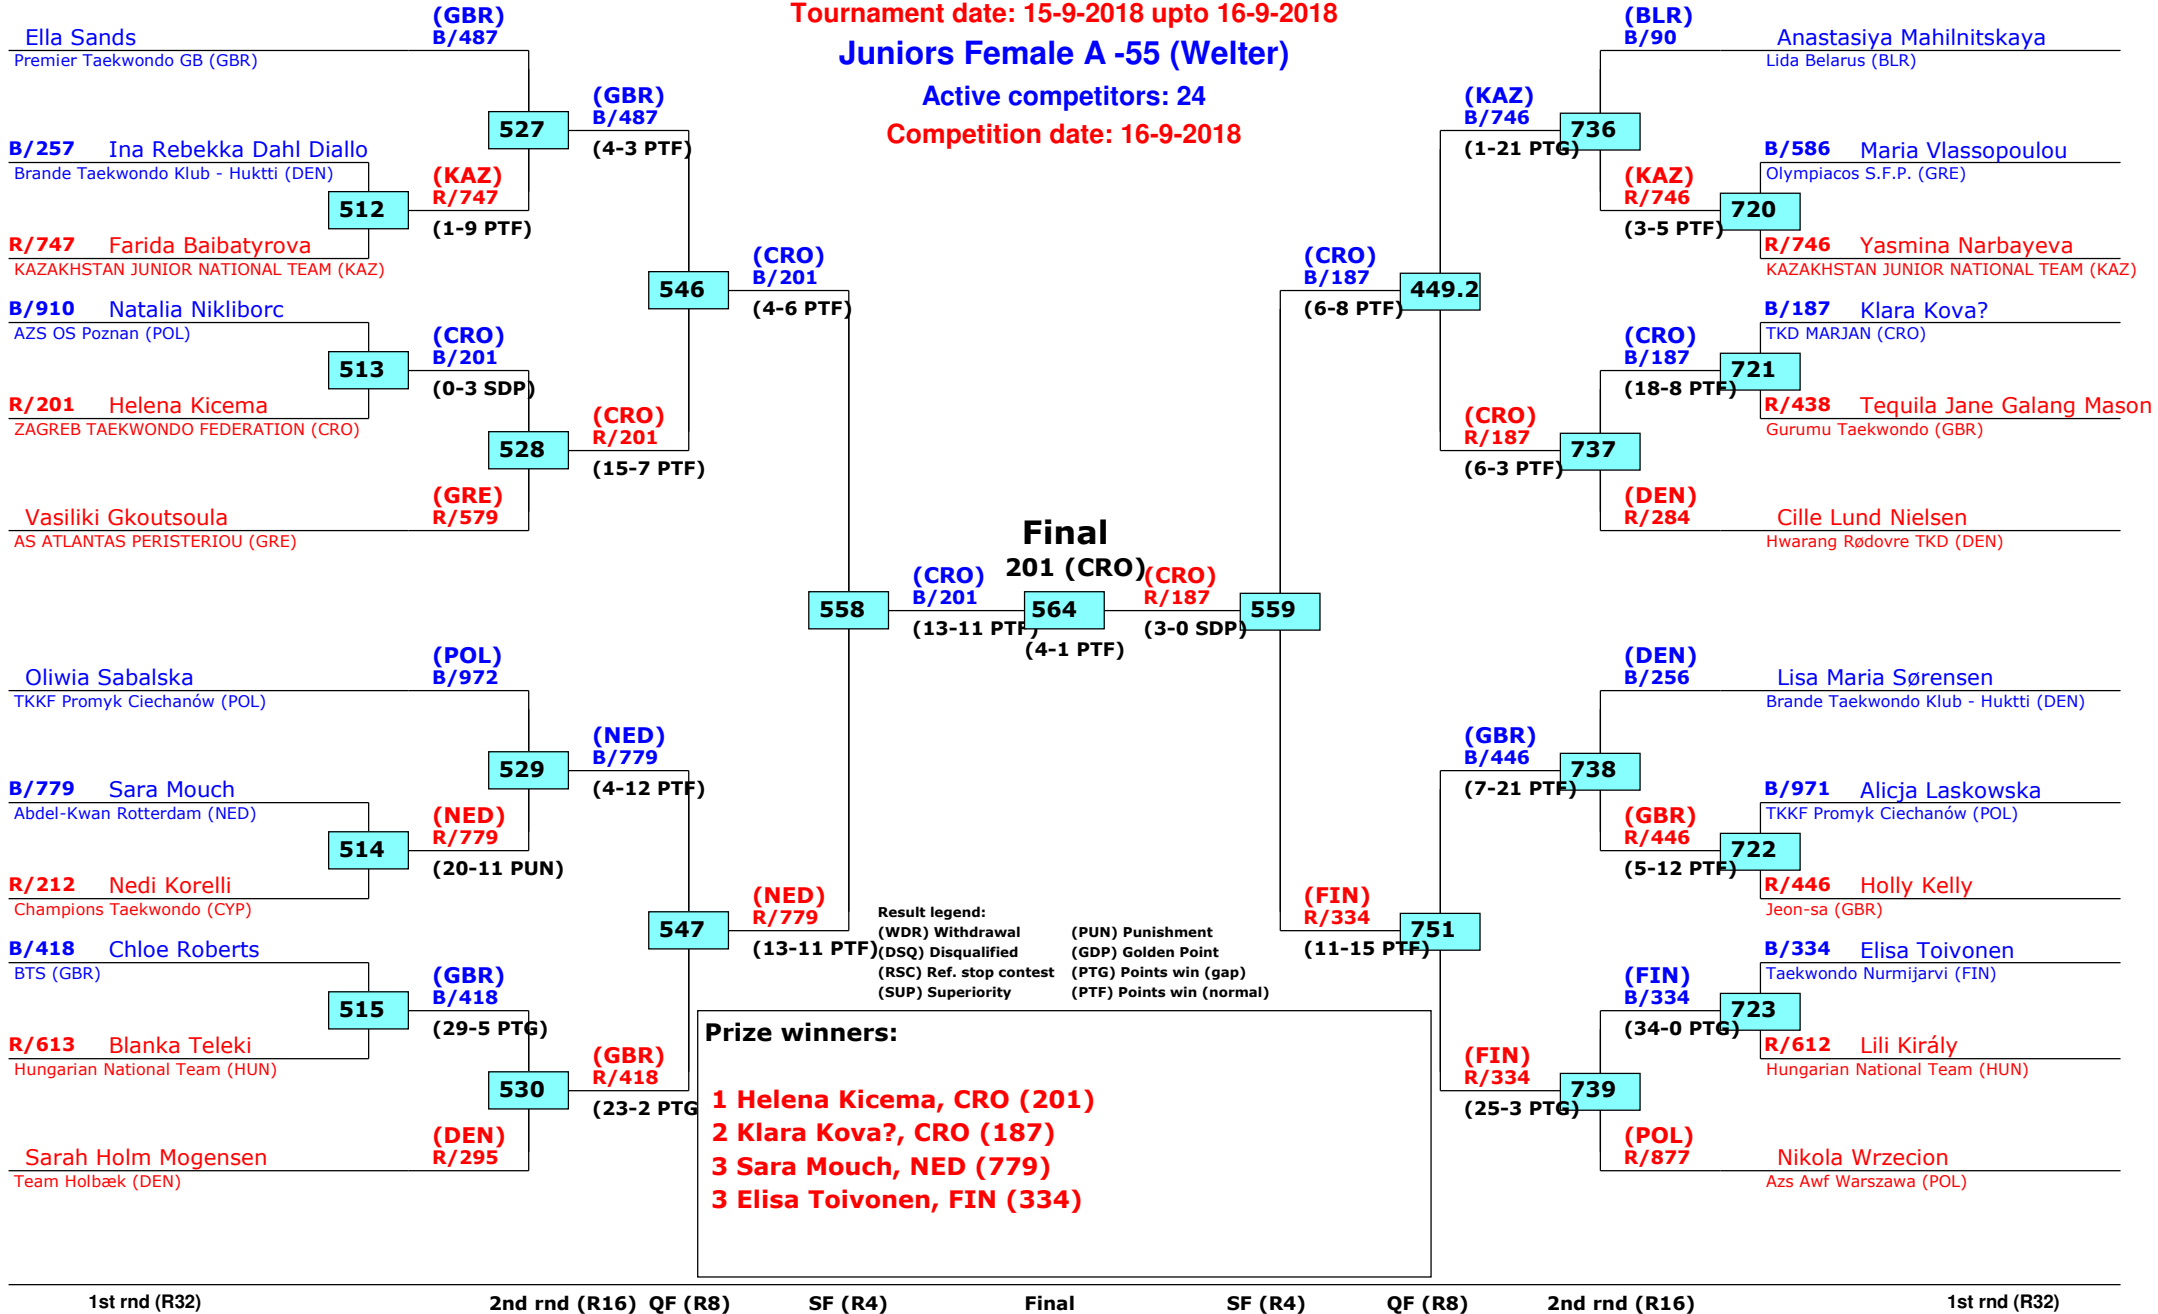 Tournament date: 15-9-2018 upto 16-9-2018
Juniors Female A -55 (Welter)
Active competitors: 24
Competition date: 16-9-2018
Ella Sands
Premier Taekwondo GB (GBR)
(GBR)
B/487
B/257 Ina Rebekka Dahl Diallo
Brande Taekwondo Klub - Huktti (DEN)
512
R/747 Farida Baibatyrova
KAZAKHSTAN JUNIOR NATIONAL TEAM (KAZ)
(KAZ)
R/747
(1-9 PTF)
527
(GBR)
B/487
(4-3 PTF)
B/910 Natalia Nikliborc
AZS OS Poznan (POL)
513
R/201 Helena Kicema
ZAGREB TAEKWONDO FEDERATION (CRO)
(CRO)
B/201
(0-3 SDP)
528
Vasiliki Gkoutsoula
AS ATLANTAS PERISTERIOU (GRE)
(GRE)
R/579
(CRO)
R/201
(15-7 PTF)
546
(CRO)
B/201
(4-6 PTF)
Oliwia Sabalska
TKKF Promyk Ciechanów (POL)
(POL)
B/972
B/779 Sara Mouch
Abdel-Kwan Rotterdam (NED)
514
R/212 Nedi Korelli
Champions Taekwondo (CYP)
(NED)
R/779
(20-11 PUN)
529
(NED)
B/779
(4-12 PTF)
B/418 Chloe Roberts
BTS (GBR)
515
R/613 Blanka Teleki
Hungarian National Team (HUN)
(GBR)
B/418
(29-5 PTG)
530
Sarah Holm Mogensen
Team Holbæk (DEN)
(DEN)
R/295
(GBR)
R/418
(23-2 PTG
547
(NED)
R/779
(13-11 PTF)
558
(CRO)
B/201
(13-11 PTF)
Final
201 (CRO)
564
(4-1 PTF)
(CRO)
R/187
(3-0 SDP)
559
(CRO)
B/187
(6-8 PTF)
449.2
(KAZ)
B/746
(1-21 PTG)
736
(BLR)
B/90
Anastasiya Mahilnitskaya
Lida Belarus (BLR)
(KAZ)
R/746
(3-5 PTF)
720
B/586 Maria Vlassopoulou
Olympiacos S.F.P. (GRE)
R/746 Yasmina Narbayeva
KAZAKHSTAN JUNIOR NATIONAL TEAM (KAZ)
B/187 Klara Kova?
TKD MARJAN (CRO)
(CRO)
B/187
(18-8 PTF)
721
R/438 Tequila Jane Galang Mason
Gurumu Taekwondo (GBR)
(CRO)
R/187
(6-3 PTF)
737
(DEN)
R/284
Cille Lund Nielsen
Hwarang Rødovre TKD (DEN)
(DEN)
B/256
Lisa Maria Sørensen
Brande Taekwondo Klub - Huktti (DEN)
(GBR)
B/446
(7-21 PTF)
738
B/971 Alicja Laskowska
TKKF Promyk Ciechanów (POL)
(GBR)
R/446
(5-12 PTF)
722
R/446 Holly Kelly
Jeon-sa (GBR)
(FIN)
R/334
(11-15 PTF)
751
B/334 Elisa Toivonen
Taekwondo Nurmijarvi (FIN)
(FIN)
B/334
(34-0 PTG)
723
R/612 Lili Király
Hungarian National Team (HUN)
(FIN)
R/334
(25-3 PTG)
739
(POL)
R/877
Nikola Wrzecion
Azs Awf Warszawa (POL)
Result legend:
(WDR) Withdrawal (PUN) Punishment
(DSQ) Disqualified (GDP) Golden Point
(RSC) Ref. stop contest (PTG) Points win (gap)
(SUP) Superiority (PTF) Points win (normal)
Prize winners:
1 Helena Kicema, CRO (201)
2 Klara Kova?, CRO (187)
3 Sara Mouch, NED (779)
3 Elisa Toivonen, FIN (334)
1st rnd (R32) 2nd rnd (R16) QF (R8) SF (R4) Final SF (R4) QF (R8) 2nd rnd (R16) 1st rnd (R32)